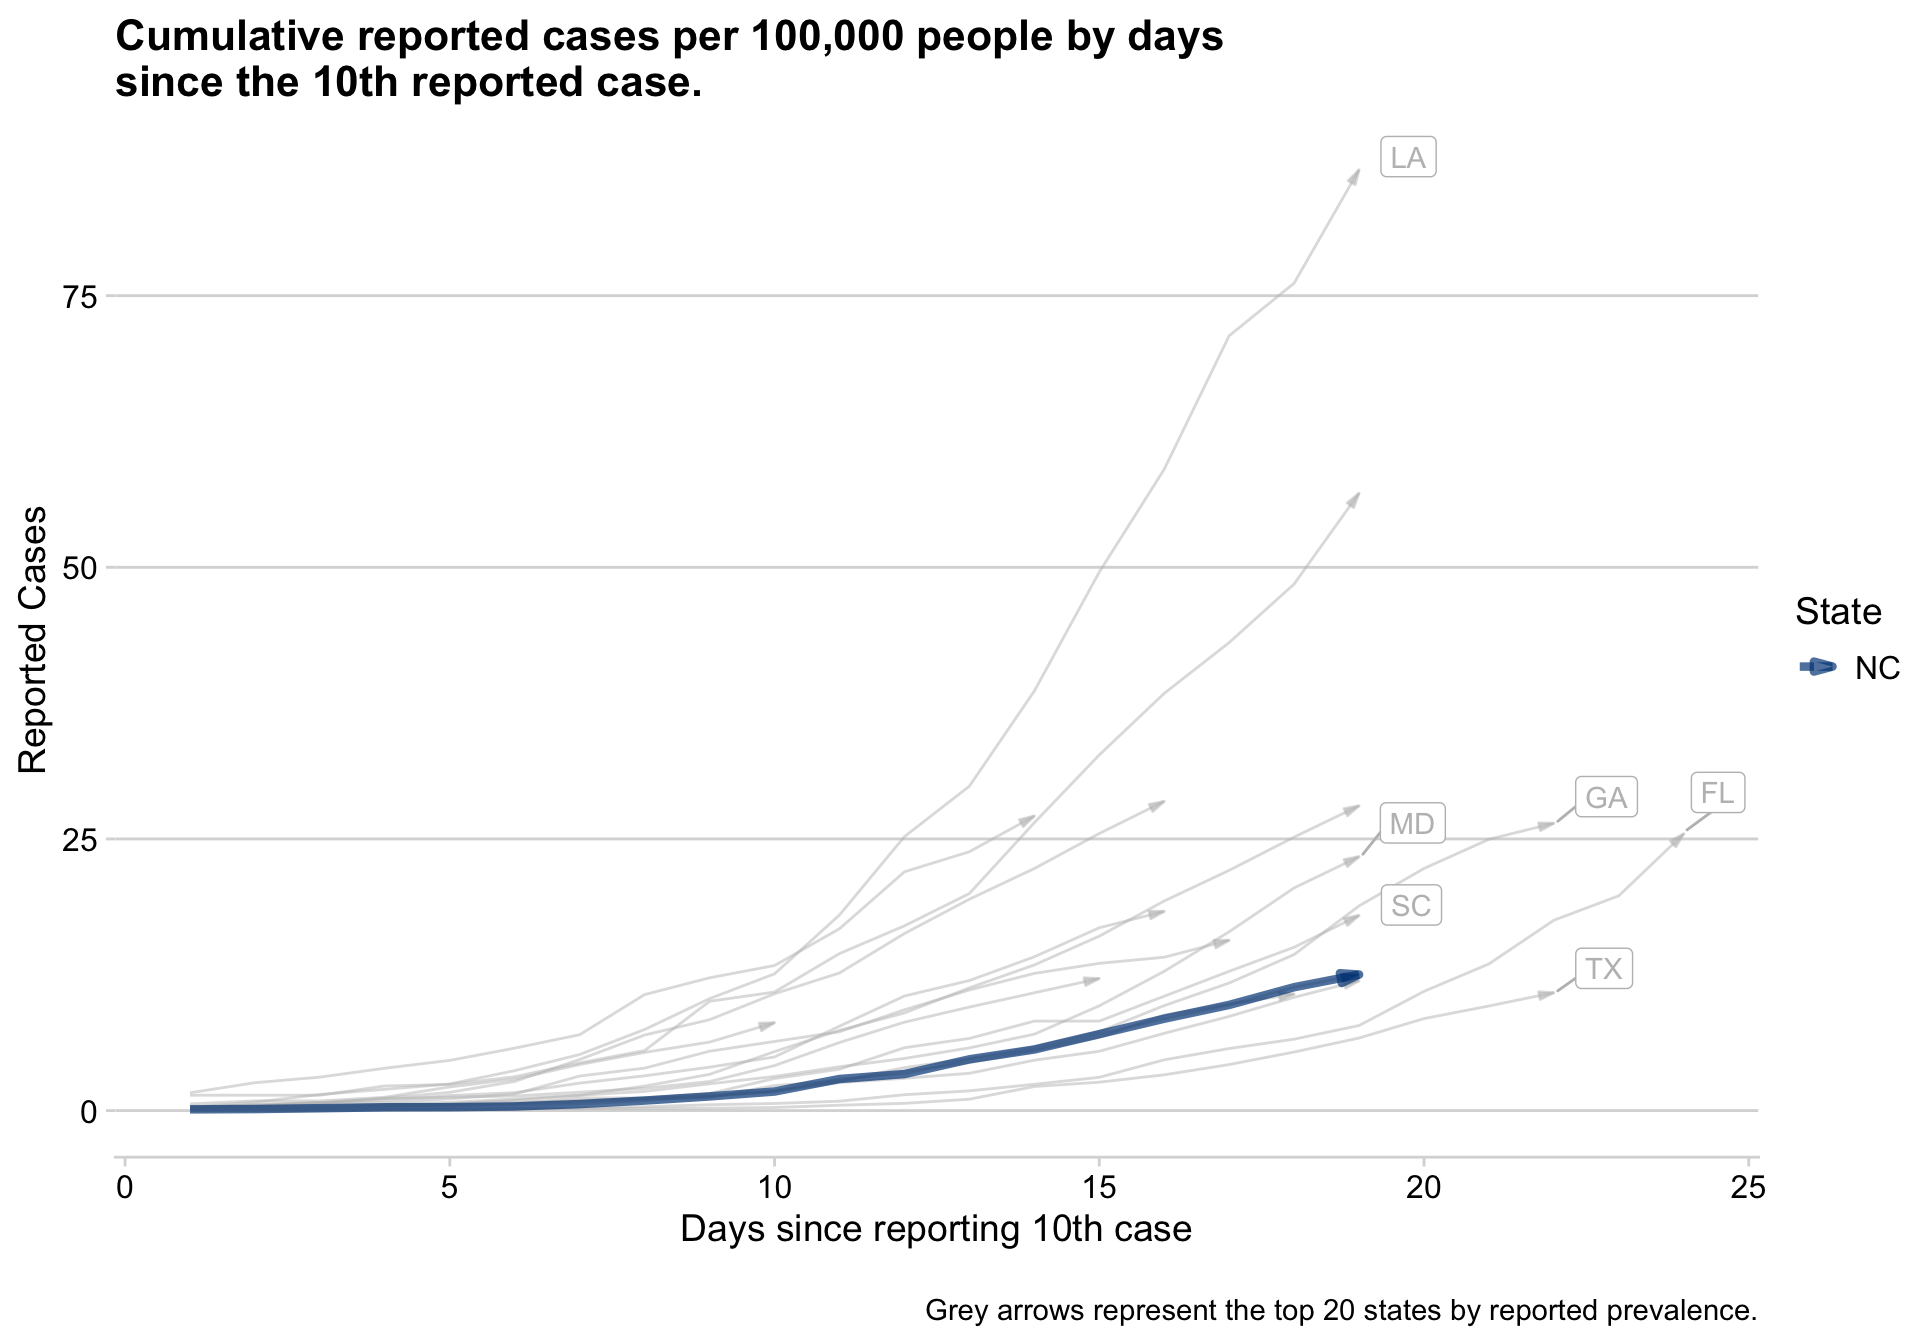 Cumulative reported cases per 100,000 people by days
since the 10th reported case.
LA
75
50
Reported Cases
State
NC
FL
GA
MD
25
SC
TX
0
0 5 10 15 20 25
Days since reporting 10th case
Grey arrows represent the top 20 states by reported prevalence.